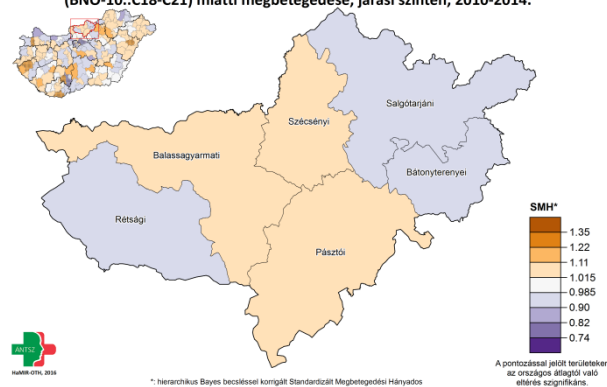 (BNO-10.:C18-C21) miatti megbetegedése, járási szinten, 2010-2014.
Salgótarjáni
Szécsényi
Balassagyarmati
Bátonyterenyei
Rétsági
Pásztói
SMH*
1.35
1.22
1.11
1.015
0.985
0.90
0.82
0.74
ANTSZ
HaMIR-OTH, 2016
A pontozással jelölt területeken
az országos átlagtól való
eltérés szignifikáns.
*: hierarchikus Bayes becsléssel korrigált Standardizált Megbetegedési Hányados